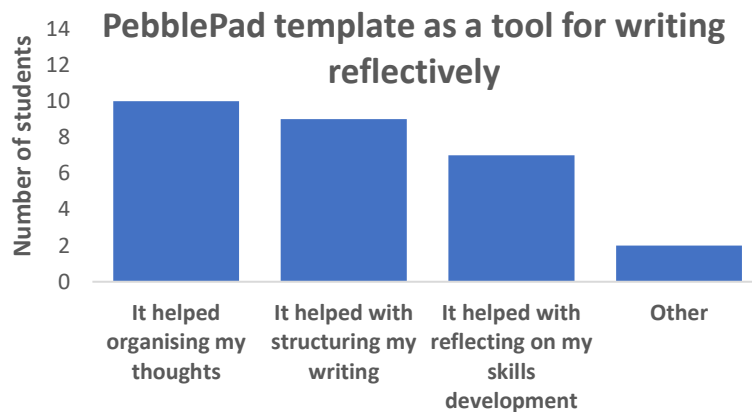 PebblePad template as a tool for writing
reflectively
Number of students
14
12
10
8
6
4
2
0
It helped
organising my
thoughts
It helped with
structuring my
writing
It helped with
reflecting on my
skills
development
Other